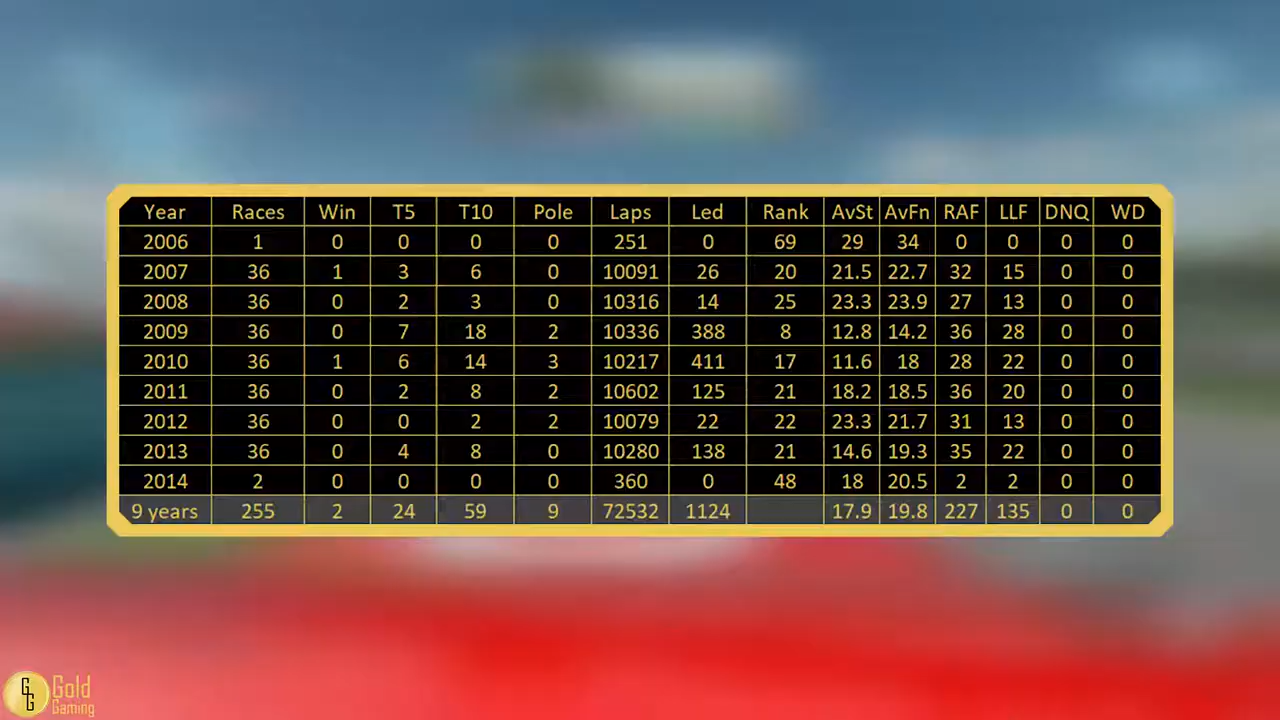 Year Races Win T5 T10 Pole Laps Led Rank AvSt AvFn RAF LLF DNQ WD
2006 1 0 0 0 0 251 0 69 29 34 0 0 0 0
2007 36 1 3 6 0 10091 26 20 21.5 22.7 32 15 0 0
2008 36 0 2 3 0 10316 14 25 23.3 23.9 27 13 0 0
2009 36 0 7 18 2 10336 388 8 12.8 14.2 36 28 0 0
2010 36 1 6 14 3 10217 411 17 11.6 18 28 22 0 0
2011 36 0 2 8 2 10602 125 21 18.2 18.5 36 20 0 0
2012 36 0 0 2 2 10079 22 22 23.3 21.7 31 13 0 0
2013 36 0 4 8 0 10280 138 21 14.6 19.3 35 22 0 0
2014 2 0 0 0 0 360 0 48 18 20.5 2 2 0 0
9 years 255 2 24 59 9 72532 1124 17.9 19.8 227 135 0 0
GG Gold
Gaming